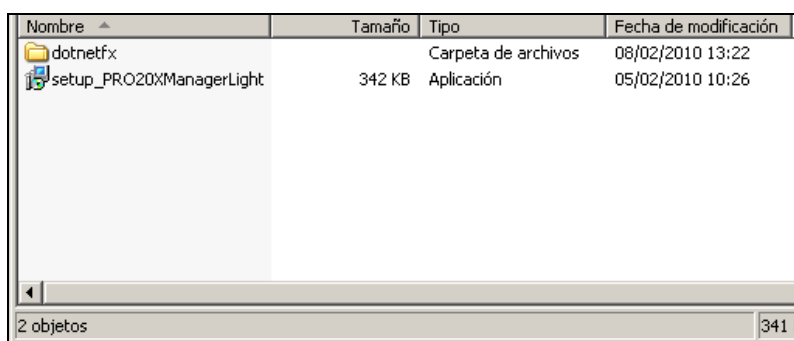 Nombre Tamaño Tipo Fecha de modificación
dotnetfx Carpeta de archivos 08/02/2010 13:22
setup_PRO20XManagerLight 342 KB Aplicación 05/02/2010 10:26
2 objetos 341